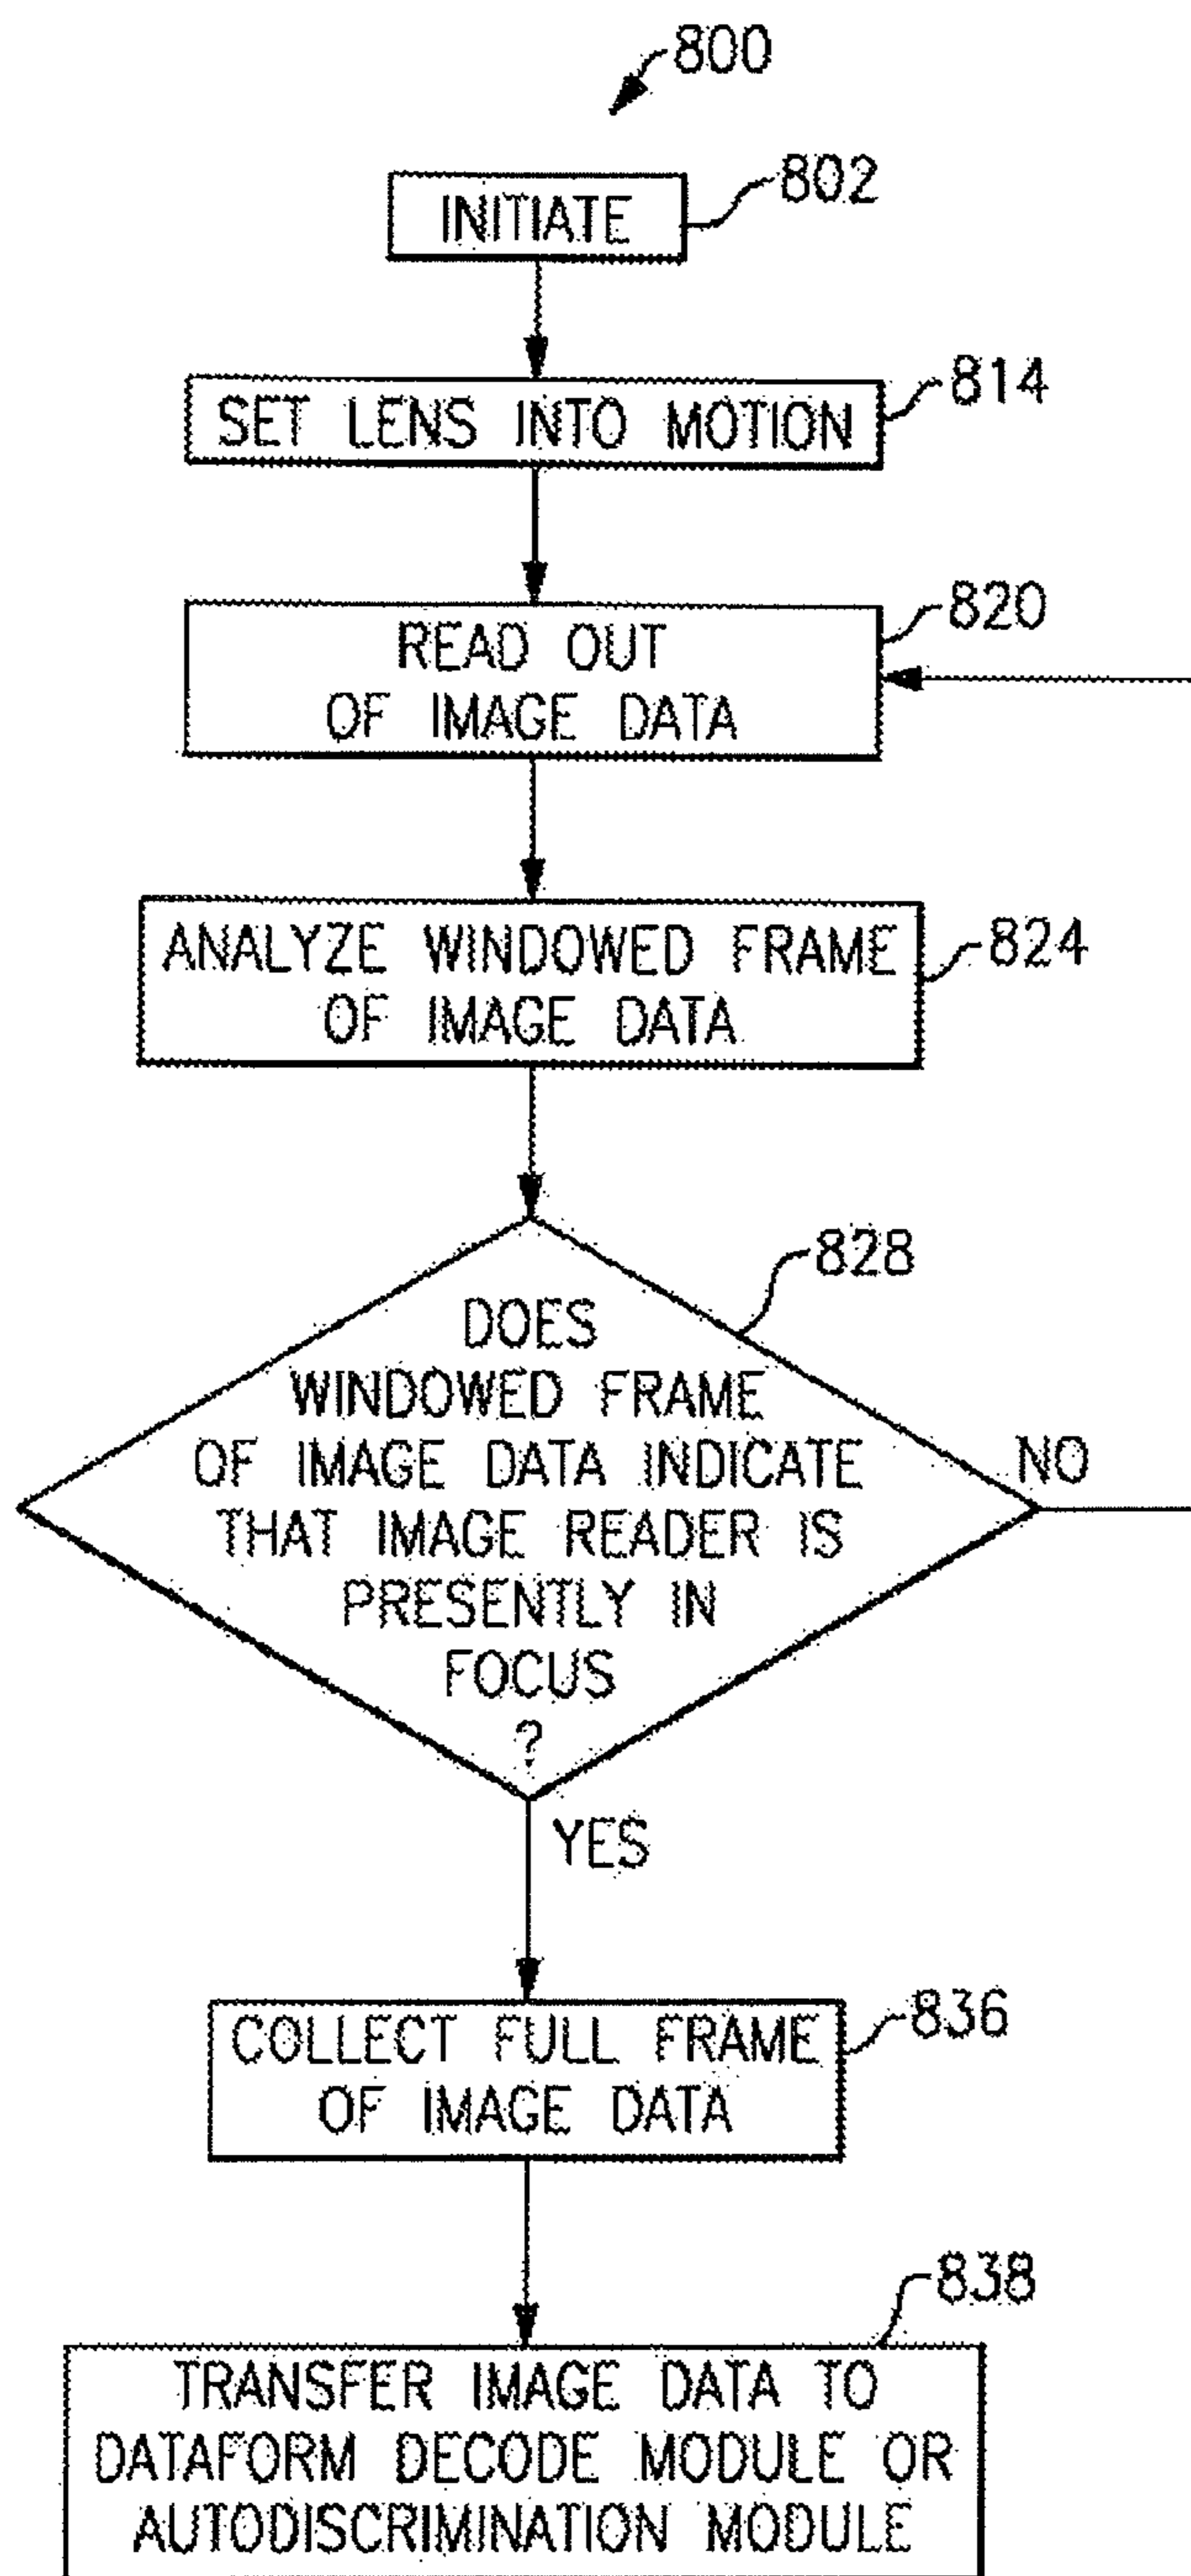 800
INITIATE
802
SET LENS INTO MOTION
814
READ OUT
OF IMAGE DATA
820
ANALYZE WINDOWED FRAME
OF IMAGE DATA
824
DOES
WINDOWED FRAME
OF IMAGE DATA INDICATE
THAT IMAGE READER IS
PRESENTLY IN
FOCUS
?
828
NO
YES
COLLECT FULL FRAME
OF IMAGE DATA
836
838
TRANSFER IMAGE DATA TO
DATAFORM DECODE MODULE OR
AUTODISCRIMINATION MODULE